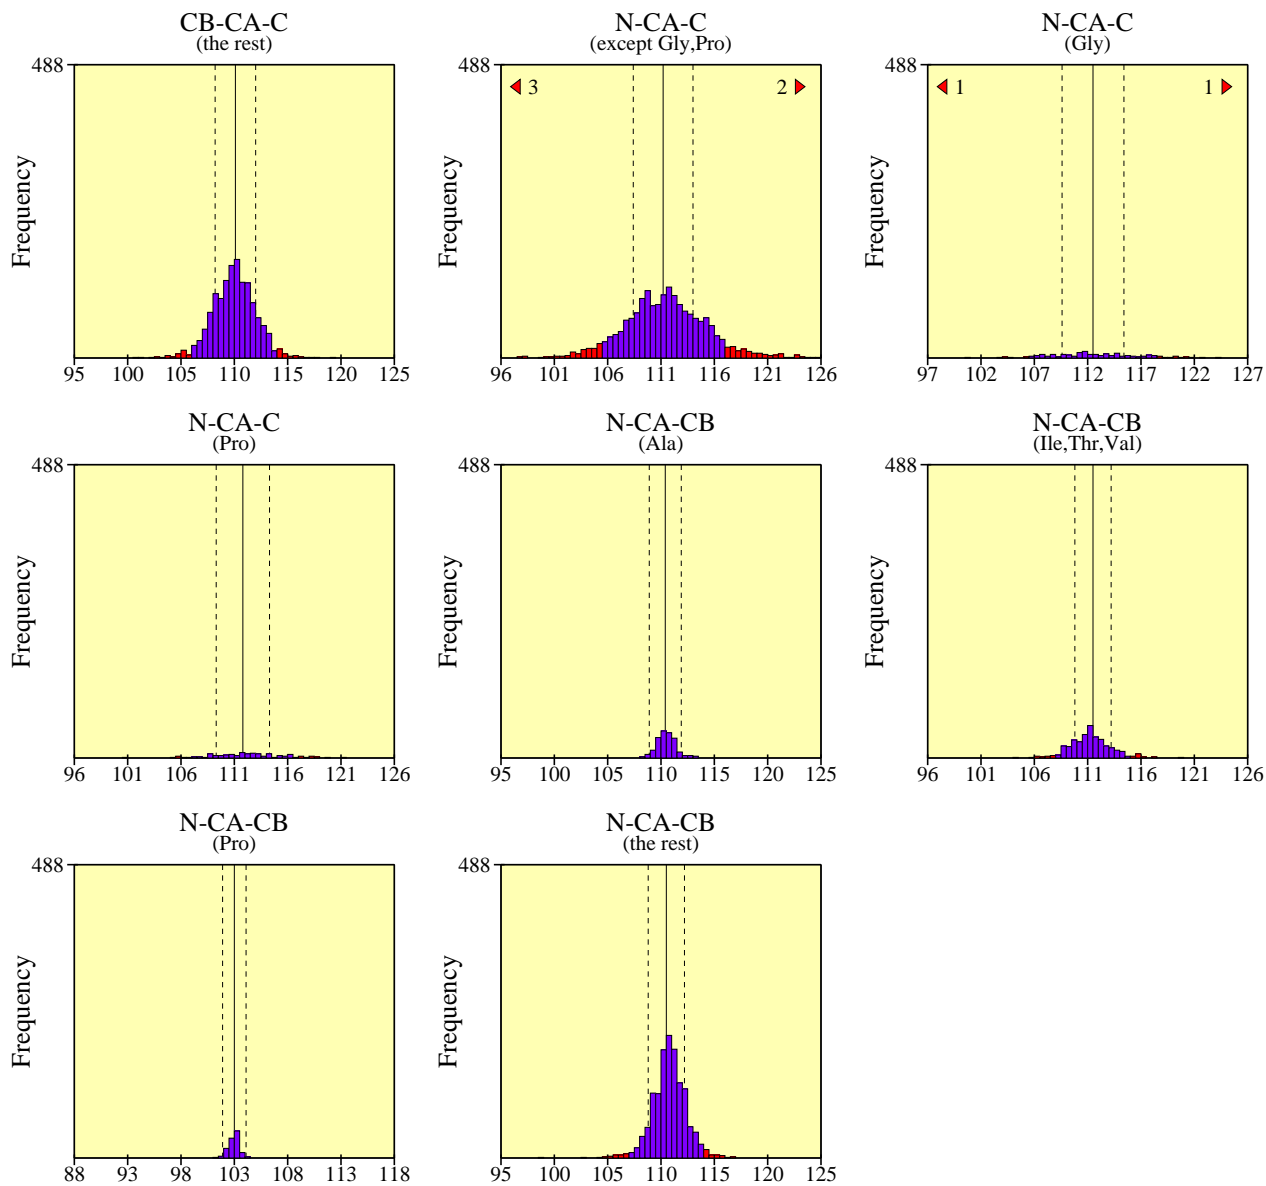 CB-CA-C
(the rest)
488
Frequency
95 100 105 110 115 120 125
N-CA-C
(except Gly,Pro)
488
3
2
Frequency
96 101 106 111 116 121 126
N-CA-C
(Gly)
488
1
1
Frequency
97 102 107 112 117 122 127
N-CA-C
(Pro)
488
Frequency
96 101 106 111 116 121 126
N-CA-CB
(Ala)
488
Frequency
95 100 105 110 115 120 125
N-CA-CB
(Ile,Thr,Val)
488
Frequency
96 101 106 111 116 121 126
N-CA-CB
(Pro)
488
Frequency
88 93 98 103 108 113 118
N-CA-CB
(the rest)
488
Frequency
95 100 105 110 115 120 125